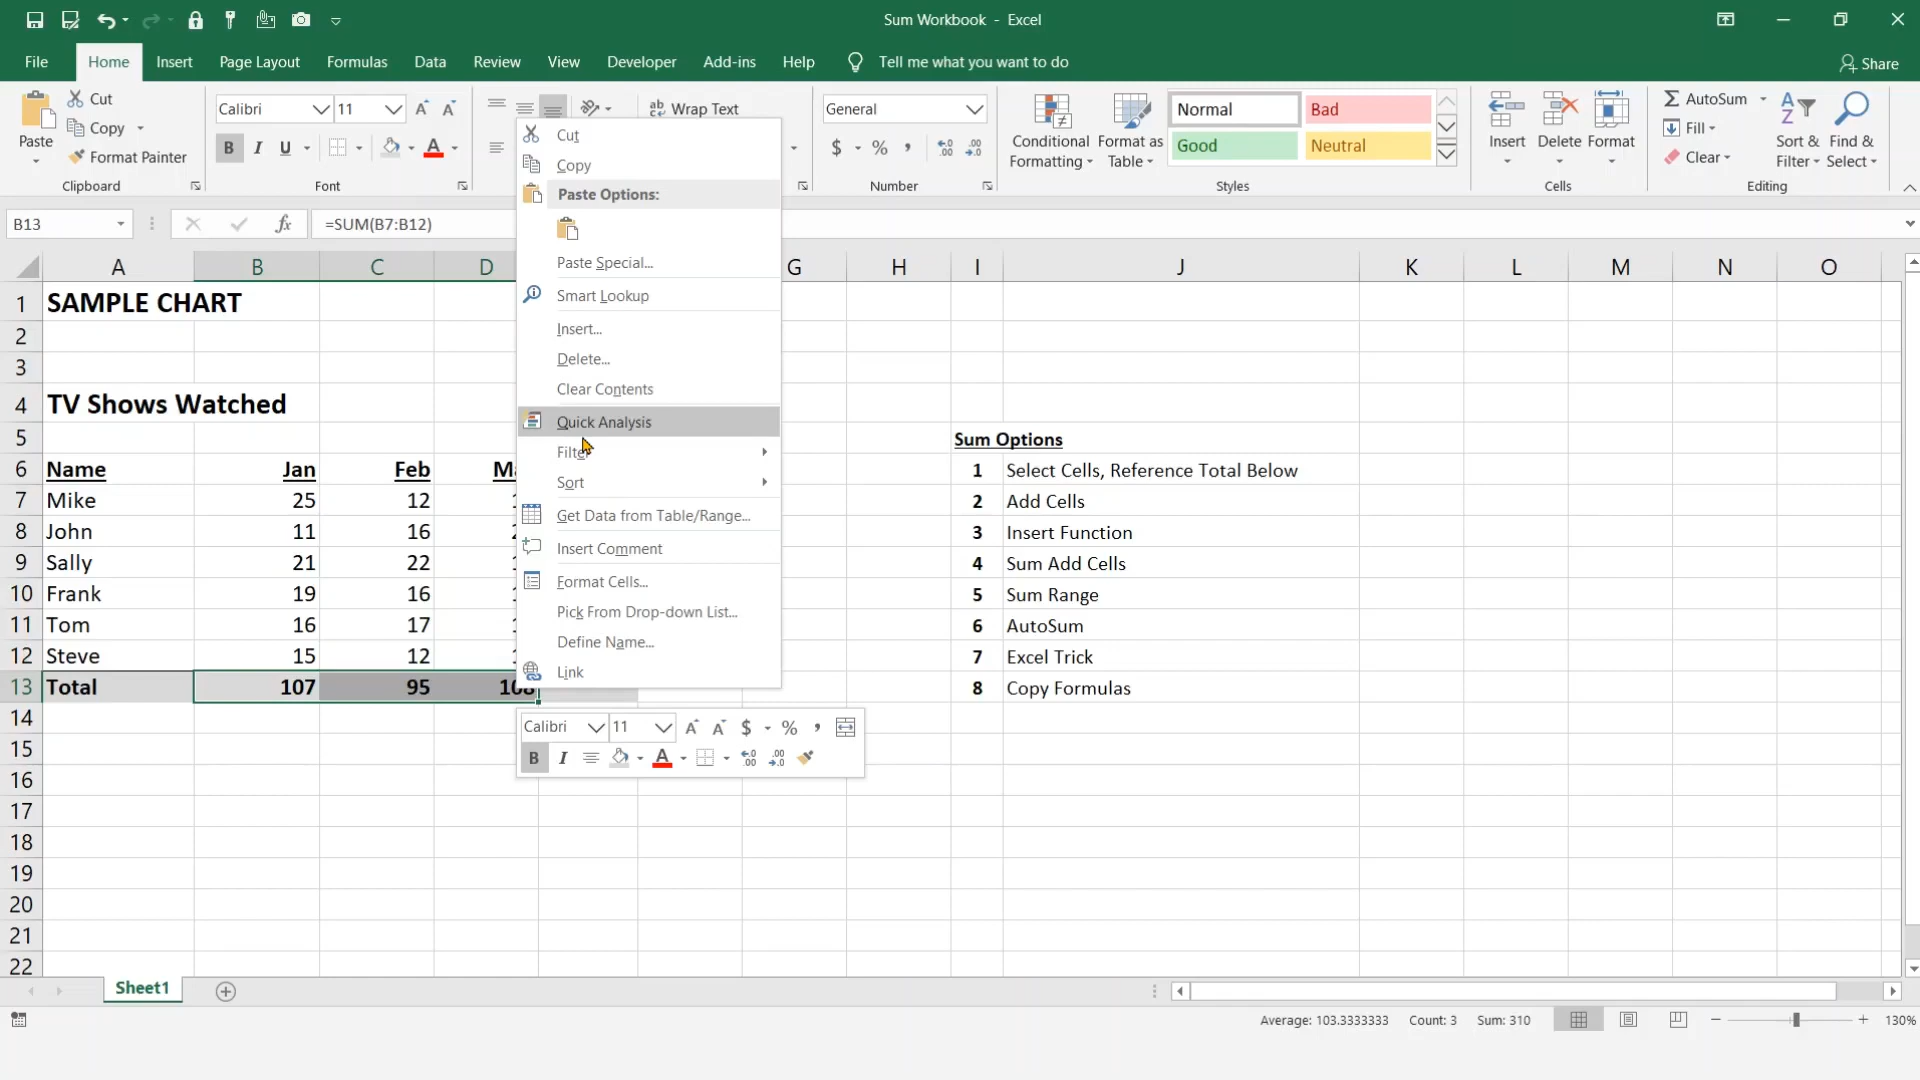 Sum Workbook - Excel
File Home Insert Page Layout Formulas Data Review View Developer Add-ins Help Tell me what you want to do Share
Paste
Cut
Copy
Format Painter
Clipboard
Calibri 11
B I U A
Font
ab Wrap Text
General
$ % ,
Number
Conditional Formatting
Format as Table
Normal Bad
Good Neutral
Styles
Insert Delete Format
Cells
AutoSum
Fill
Clear
Sort & Filter
Find & Select
Editing
B13 fx =SUM(B7:B12)
A B C D G H I J K L M N O
1 SAMPLE CHART
2
3
4 TV Shows Watched
5 Sum Options
6 Name Jan Feb 1 Select Cells, Reference Total Below
7 Mike 25 12 2 Add Cells
8 John 11 16 3 Insert Function
9 Sally 21 22 4 Sum Add Cells
10 Frank 19 16 5 Sum Range
11 Tom 16 17 6 AutoSum
12 Steve 15 12 7 Excel Trick
13 Total 107 95 108 8 Copy Formulas
14
15
16
17
18
19
20
21
22
Cut
Copy
Paste Options:
Paste Special...
Smart Lookup
Insert...
Delete...
Clear Contents
Quick Analysis
Filter
Sort
Get Data from Table/Range...
Insert Comment
Format Cells...
Pick From Drop-down List...
Define Name...
Link
Calibri 11 A A $ % ,
B I A
Sheet1
Average: 103.3333333 Count: 3 Sum: 310 130%